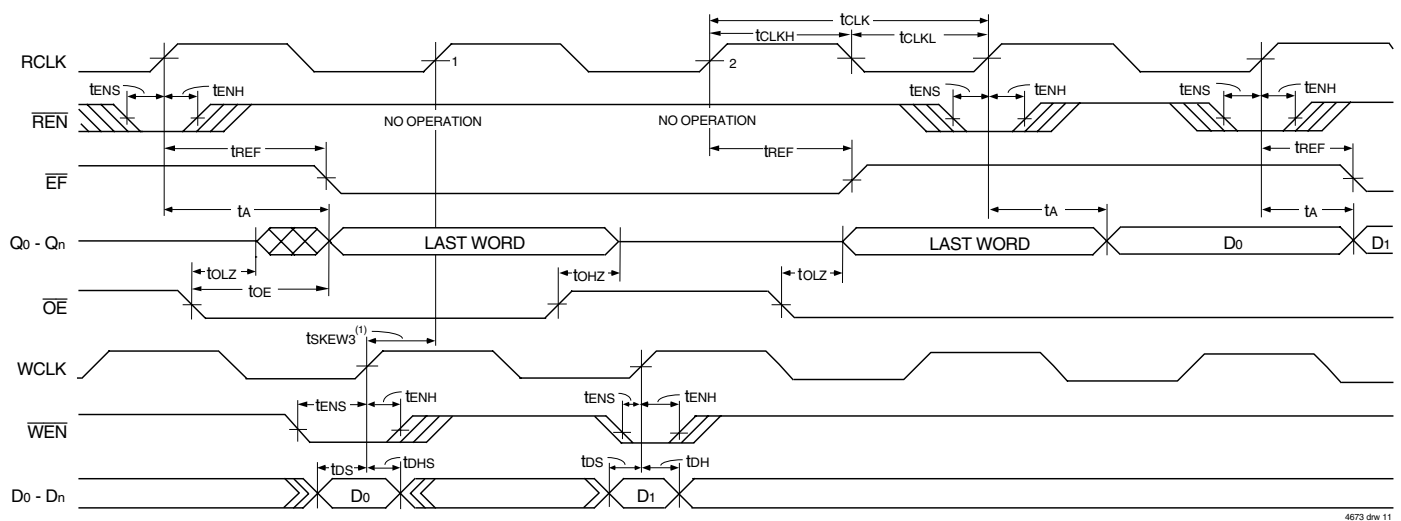 tCLK
tCLKH tCLKL
RCLK 1 2
tENS tENH tENS tENH tENS tENH
REN NO OPERATION NO OPERATION
tREF tREF tREF
EF
tA tA tA
Q0 - Qn LAST WORD LAST WORD D0 D1
tOLZ tOHZ tOLZ
tOE
OE
tSKEW3(1)
WCLK
tENS tENH tENS tENH
WEN
tDS tDHS tDS tDH
D0 - Dn D0 D1
4673 drw 11